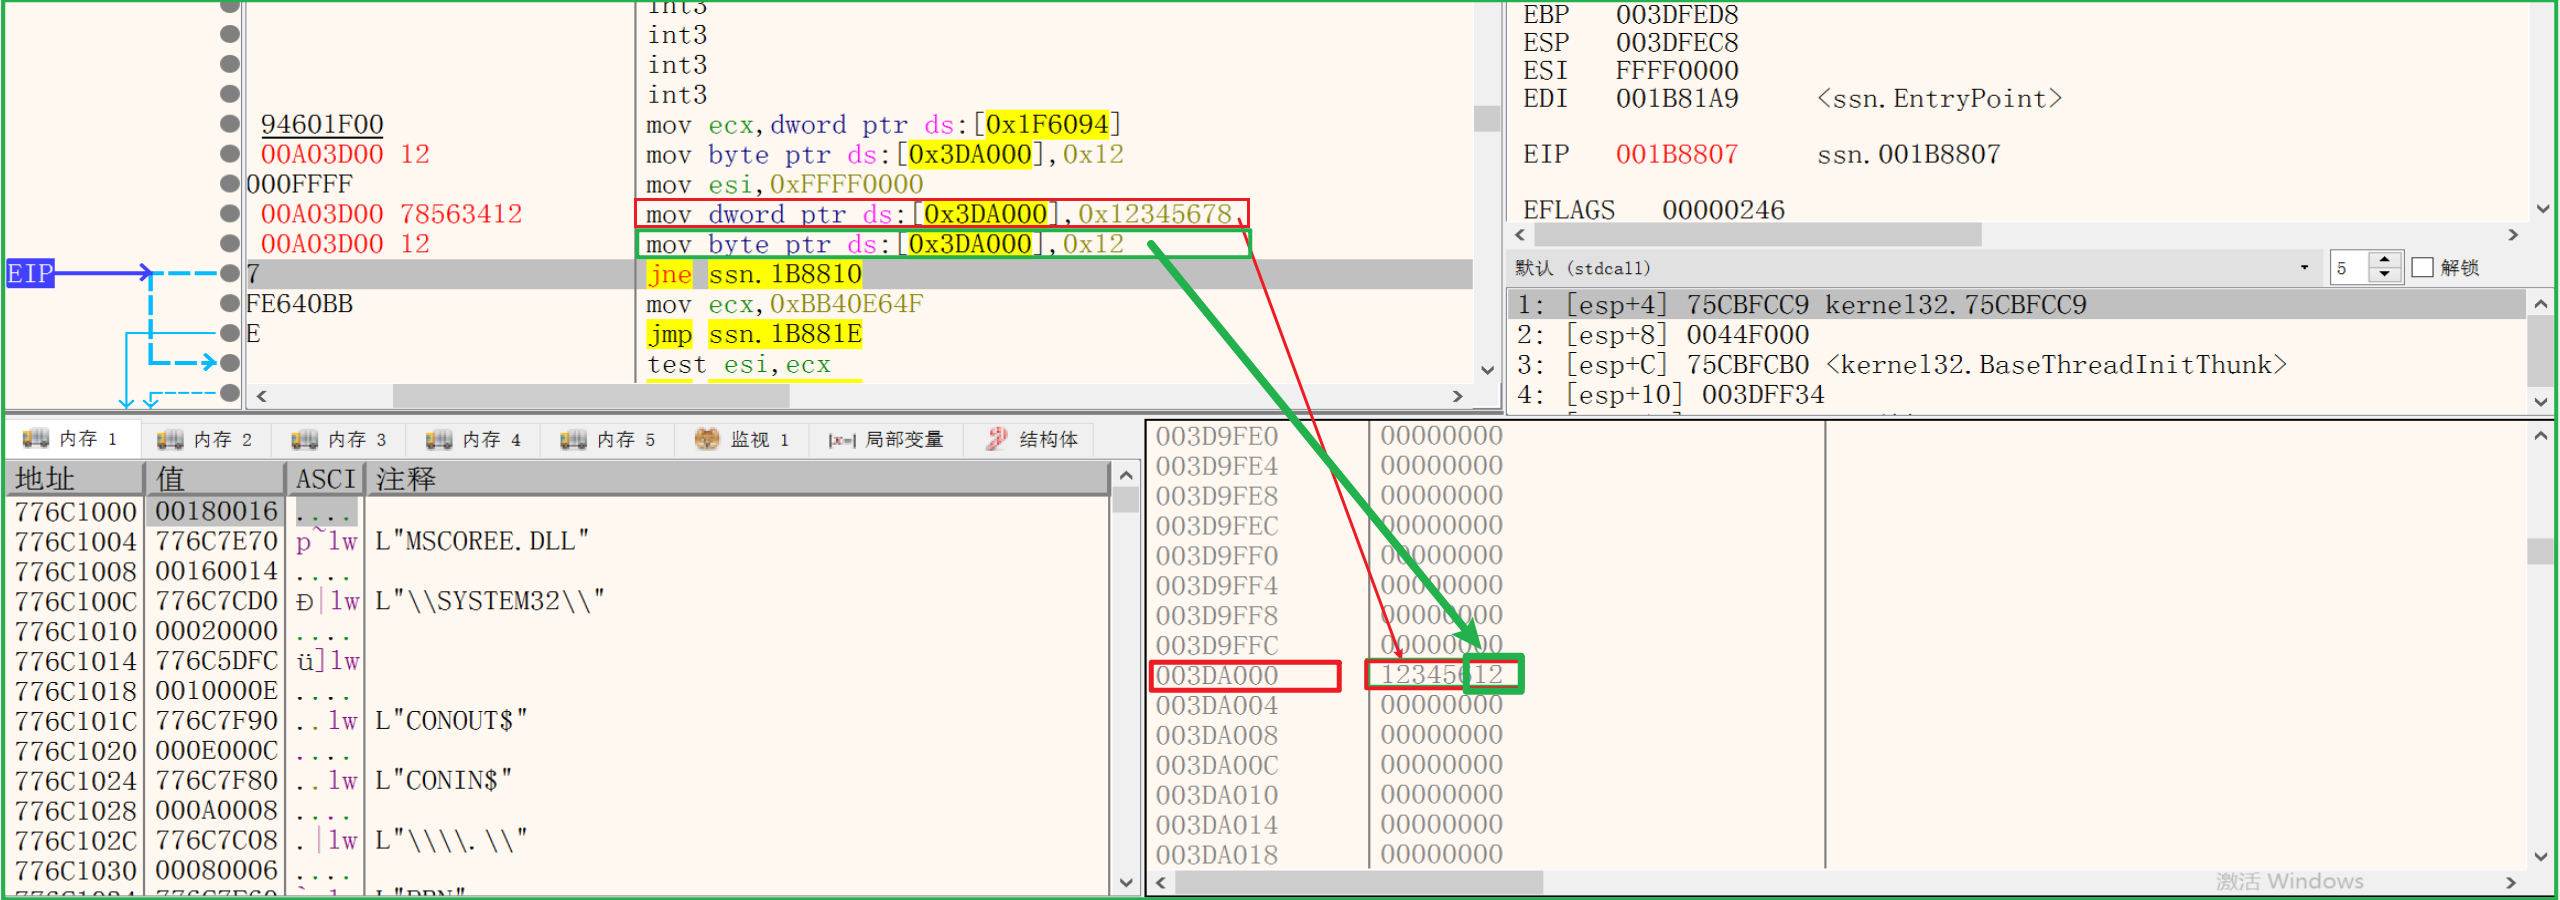 int3
int3
int3
int3
94601F00 mov ecx,dword ptr ds:[0x1F6094]
00A03D00 12 mov byte ptr ds:[0x3DA000],0x12
000FFFF mov esi,0xFFFF0000
00A03D00 78563412 mov dword ptr ds:[0x3DA000],0x12345678
00A03D00 12 mov byte ptr ds:[0x3DA000],0x12
EIP 7 jne ssn.1B8810
FE640BB mov ecx,0xBB40E64F
E jmp ssn.1B881E
test esi,ecx
EBP 003DFED8
ESP 003DFEC8
ESI FFFF0000
EDI 001B81A9 <ssn.EntryPoint>
EIP 001B8807 ssn.001B8807
EFLAGS 00000246
默认 (stdcall) 5 解锁
1: [esp+4] 75CBFCC9 kernel32.75CBFCC9
2: [esp+8] 0044F000
3: [esp+C] 75CBFCB0 <kernel32.BaseThreadInitThunk>
4: [esp+10] 003DFF34
内存 1 内存 2 内存 3 内存 4 内存 5 监视 1 |x=| 局部变量 结构体
地址 值 ASCI 注释
776C1000 00180016 ....
776C1004 776C7E70 p~lw L"MSCOREE.DLL"
776C1008 00160014 ....
776C100C 776C7CD0 Ð|lw L"\\SYSTEM32\\"
776C1010 00020000 ....
776C1014 776C5DFC ü]lw
776C1018 0010000E ....
776C101C 776C7F90 ..lw L"CONOUT$"
776C1020 000E000C ....
776C1024 776C7F80 ..lw L"CONIN$"
776C1028 000A0008 ....
776C102C 776C7C08 .|lw L"\\\\.\\"
776C1030 00080006 ....
003D9FE0 00000000
003D9FE4 00000000
003D9FE8 00000000
003D9FEC 00000000
003D9FF0 00000000
003D9FF4 00000000
003D9FF8 00000000
003D9FFC 00000000
003DA000 12345612
003DA004 00000000
003DA008 00000000
003DA00C 00000000
003DA010 00000000
003DA014 00000000
003DA018 00000000
激活 Windows